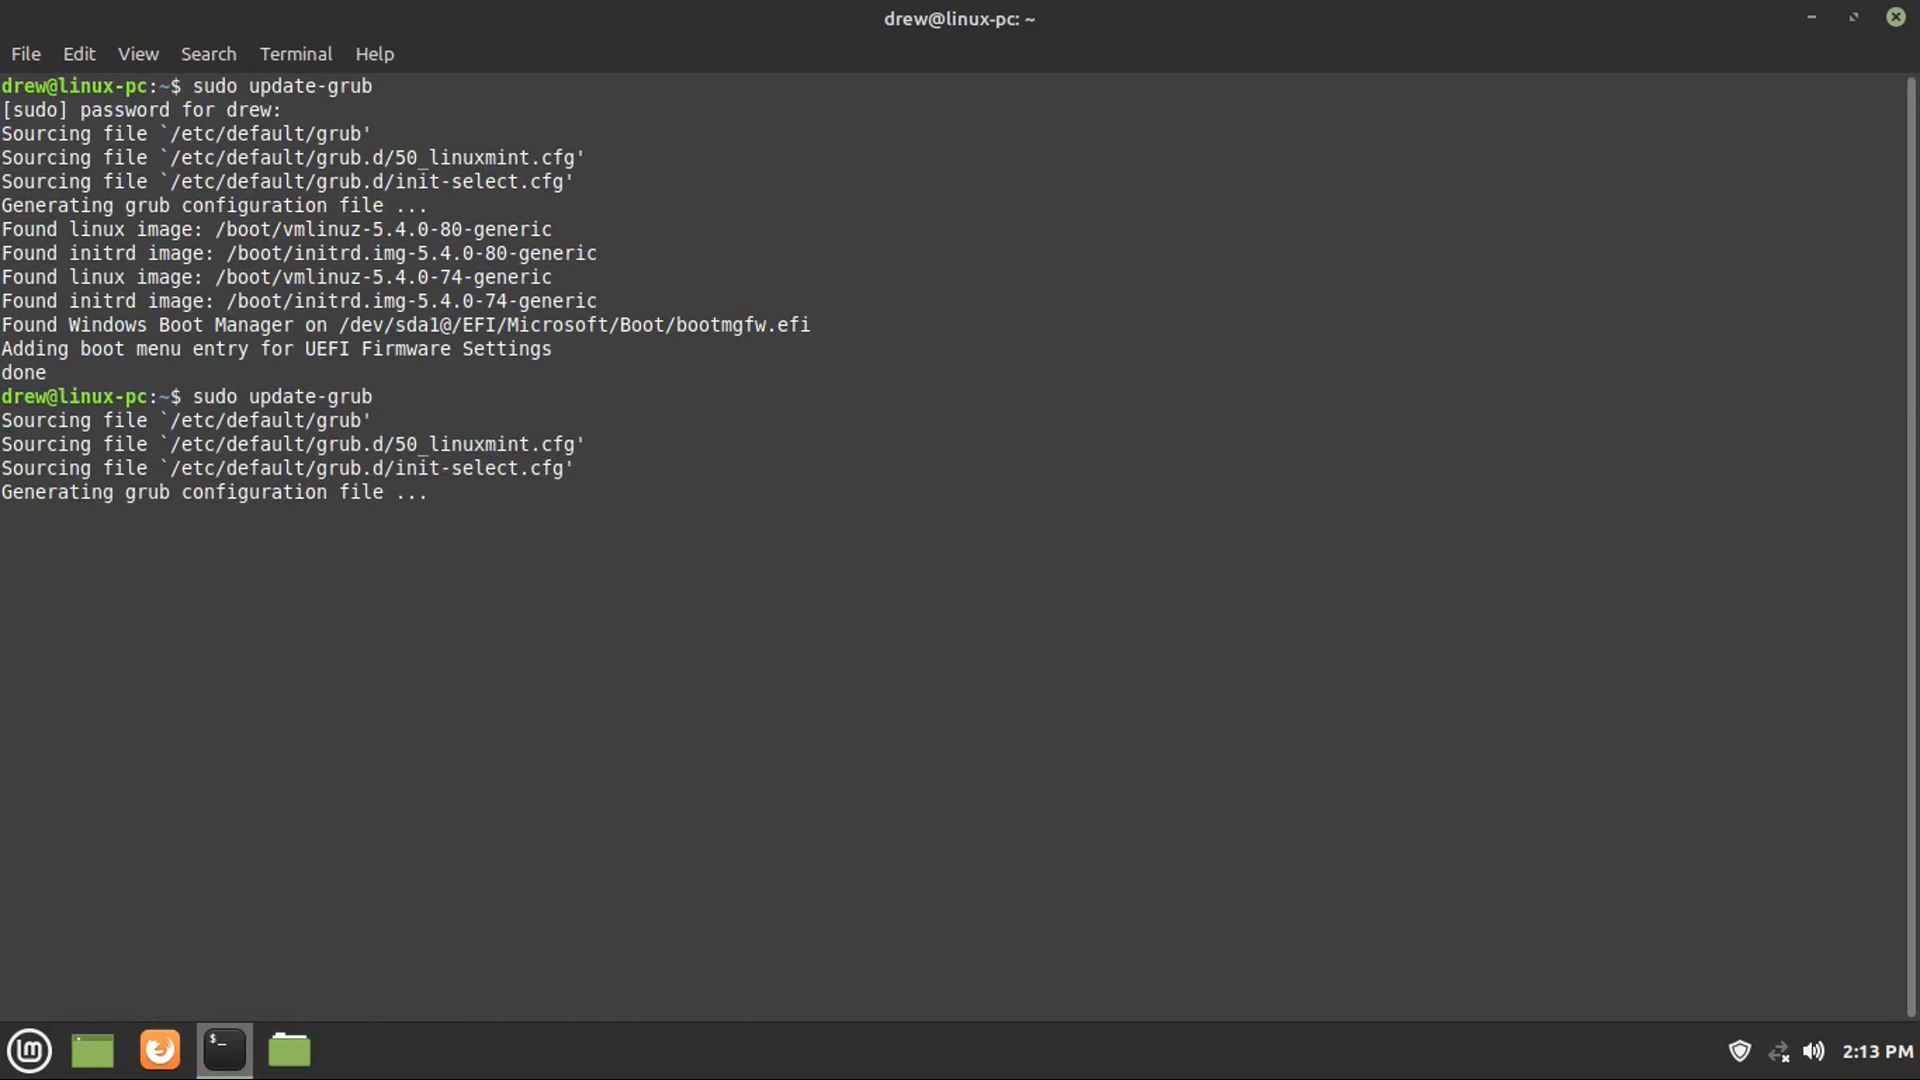 drew@linux-pc: ~
File Edit View Search Terminal Help
drew@linux-pc:~$ sudo update-grub
[sudo] password for drew:
Sourcing file `/etc/default/grub'
Sourcing file `/etc/default/grub.d/50_linuxmint.cfg'
Sourcing file `/etc/default/grub.d/init-select.cfg'
Generating grub configuration file ...
Found linux image: /boot/vmlinuz-5.4.0-80-generic
Found initrd image: /boot/initrd.img-5.4.0-80-generic
Found linux image: /boot/vmlinuz-5.4.0-74-generic
Found initrd image: /boot/initrd.img-5.4.0-74-generic
Found Windows Boot Manager on /dev/sda1@/EFI/Microsoft/Boot/bootmgfw.efi
Adding boot menu entry for UEFI Firmware Settings
done
drew@linux-pc:~$ sudo update-grub
Sourcing file `/etc/default/grub'
Sourcing file `/etc/default/grub.d/50_linuxmint.cfg'
Sourcing file `/etc/default/grub.d/init-select.cfg'
Generating grub configuration file ...
lm
$_
2:13 PM